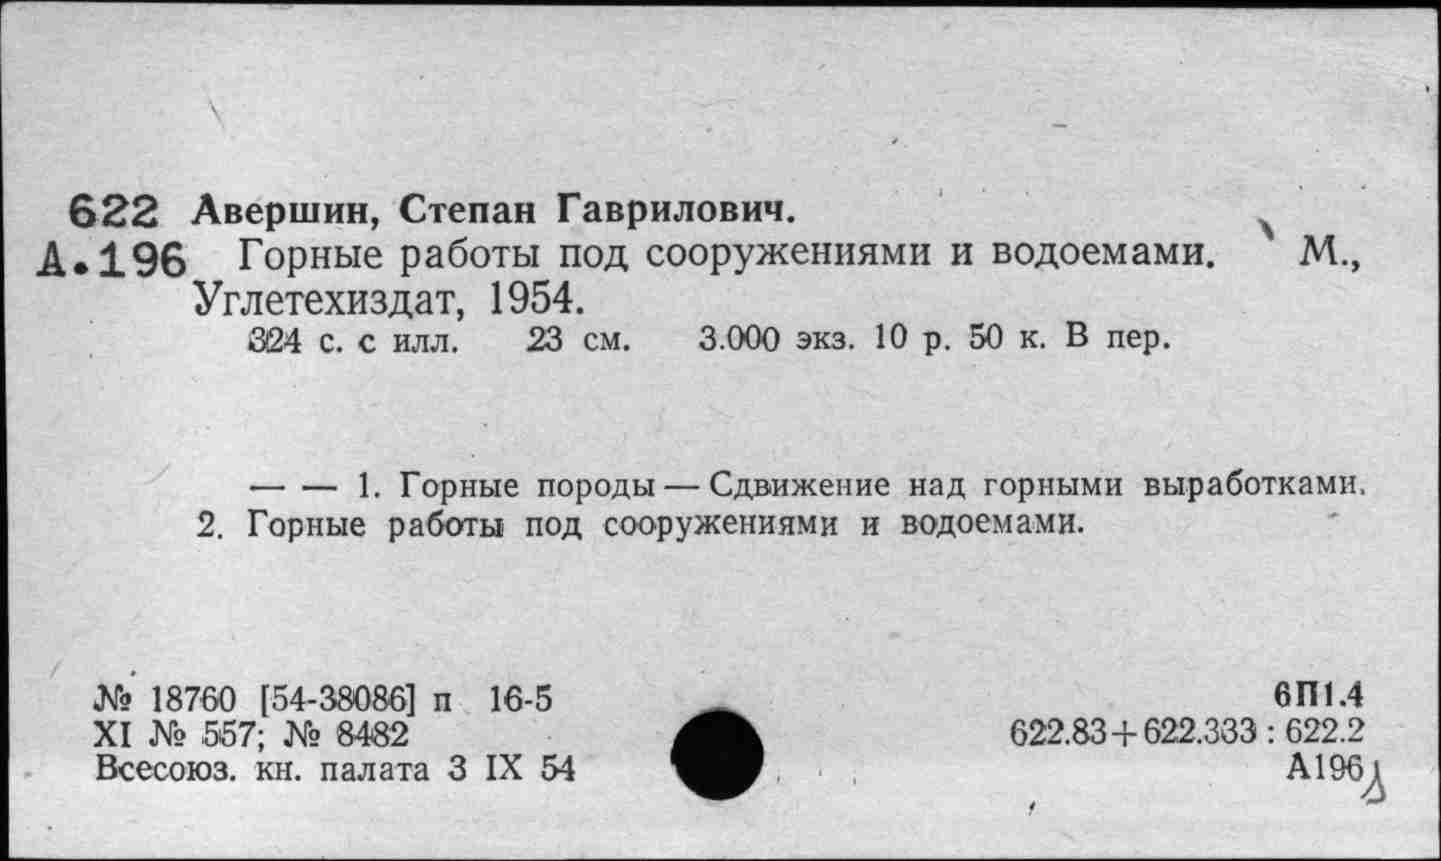 622 Авершин, Степан Гаврилович.
А.196 Горные работы под сооружениями и водоемами. М.,
Углетехиздат, 1954.
324 с. с илл. 23 см. 3.000 экз. 10 р. 50 к. В пер.
— — 1. Горные породы — Сдвижение над горными выработками.
2. Горные работы под сооружениями и водоемами.
№ 18760 [54-38086] п 16-5
XI № 557; № 8482
Всесоюз. кн. палата 3 IX 54
6П1.4
622.83+622.333 : 622.2
А196